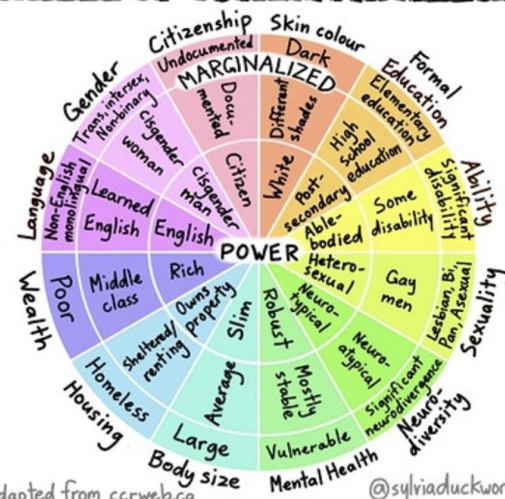 MARGINALIZED
POWER
Skin colour
Dark
Different
shades
White
Formal
Education
Elementary
education
High
school
education
Post-
secondary
Ability
Significant
disability
Some
disability
Able-
bodied
Sexuality
Lesbian, Bi,
Pan, Asexual
Gay
men
Hetero-
sexual
Neuro-
diversity
Significant
neurodivergence
Neuro-
atypical
Neuro-
typical
Mental Health
Vulnerable
Mostly
stable
Robust
Body size
Large
Average
Slim
Housing
Homeless
Sheltered/
renting
Owns
property
Wealth
Poor
Middle
class
Rich
Language
Non-English
monolingual
Learned
English
English
Gender
Trans, intersex,
Nonbinary
Cisgender
woman
cisgender
man
Citizenship
Undocumented
Docu-
mented
Citizen
adapted from ccrweb.ca
@sylviaduckwor